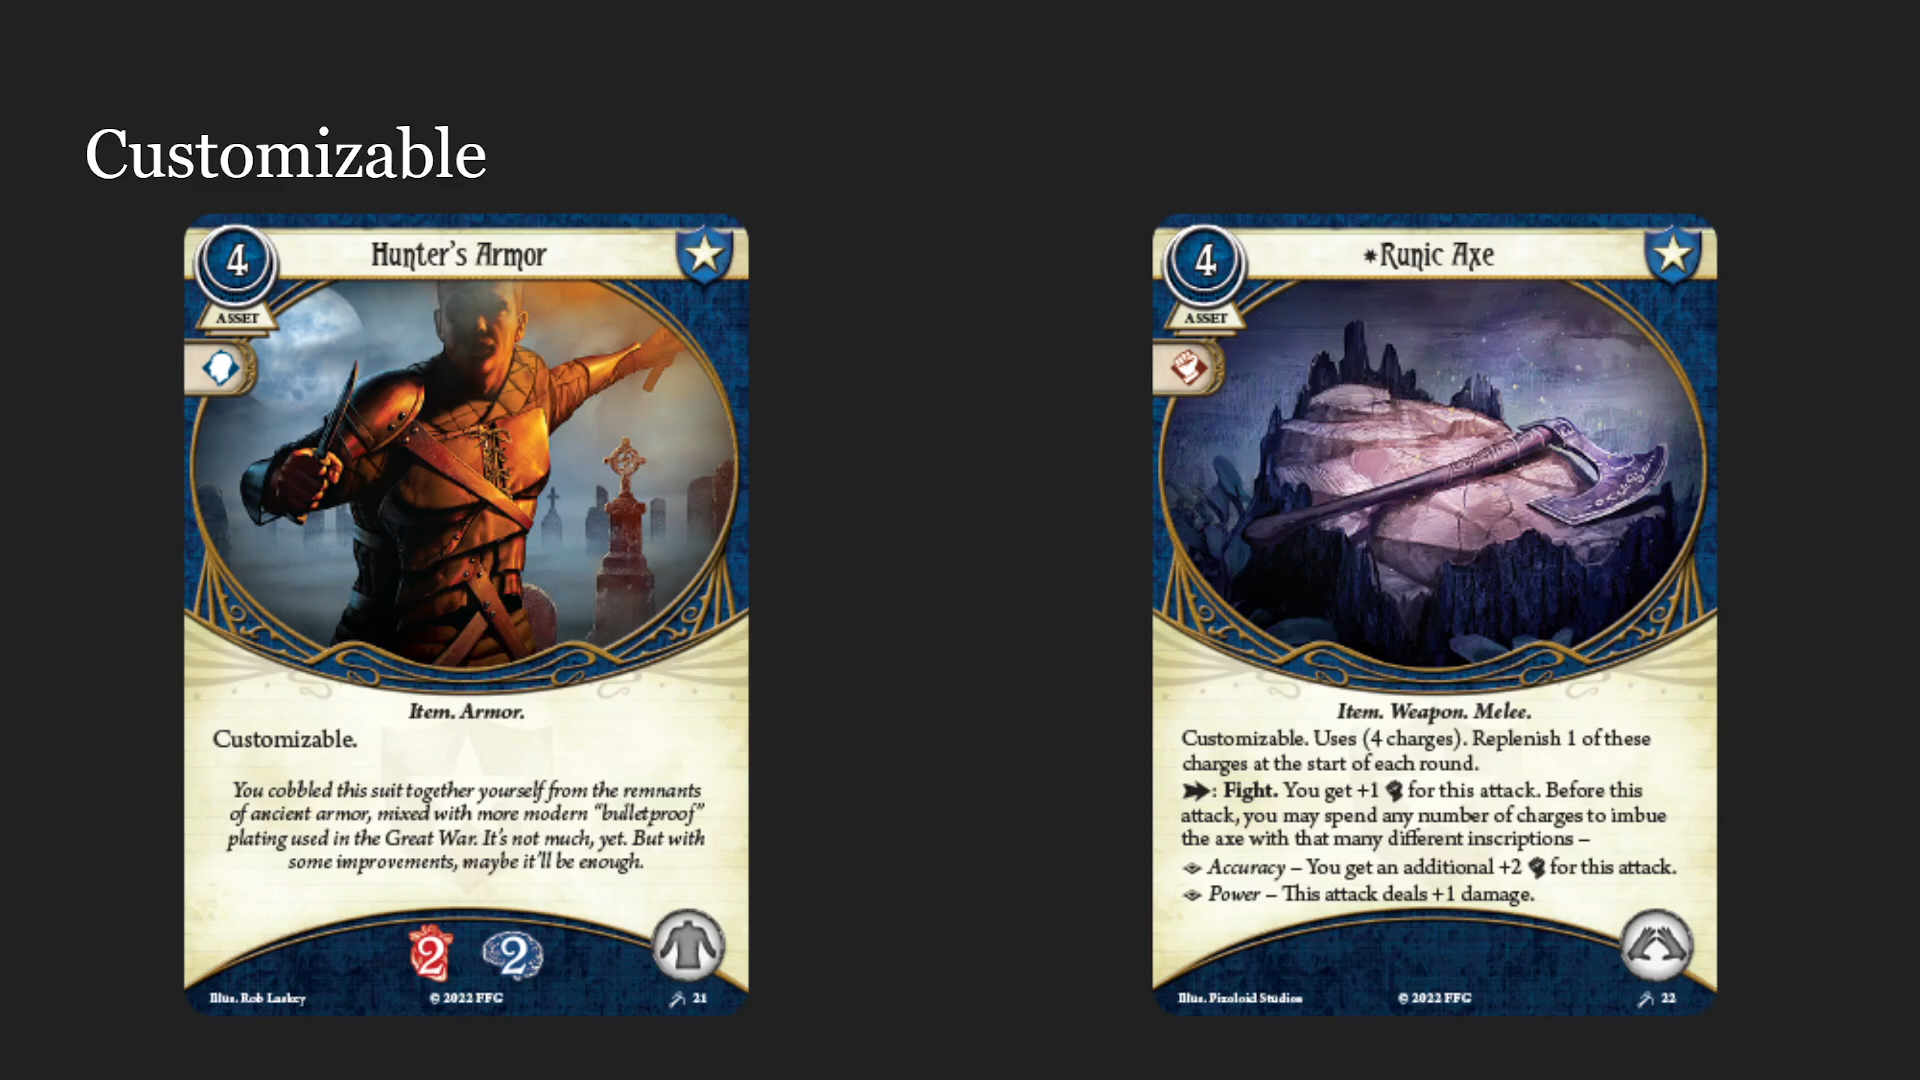 Customizable
4
Hunter's Armor
ASSET
Item. Armor.
Customizable.
You cobbled this suit together yourself from the remnants
of ancient armor, mixed with more modern “bulletproof”
plating used in the Great War. It's not much, yet. But with
some improvements, maybe it'll be enough.
2 2
Illus. Rob Laskey © 2022 FFG 21
4
*Runic Axe
ASSET
Item. Weapon. Melee.
Customizable. Uses (4 charges). Replenish 1 of these
charges at the start of each round.
: Fight. You get +1 for this attack. Before this
attack, you may spend any number of charges to imbue
the axe with that many different inscriptions –
Accuracy – You get an additional +2 for this attack.
Power – This attack deals +1 damage.
Illus. Pixoloid Studios © 2022 FFG 22